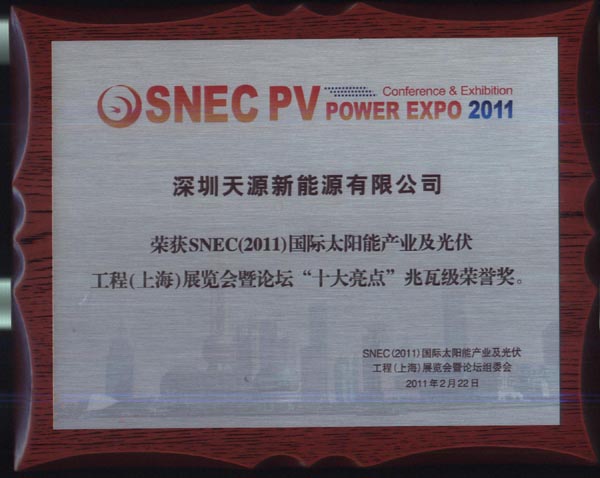 SNEC PV Conference & Exhibition
POWER EXPO 2011
深圳天源新能源有限公司
荣获SNEC(2011)国际太阳能产业及光伏
工程(上海)展览会暨论坛“十大亮点”兆瓦级荣誉奖。
SNEC(2011)国际太阳能产业及光伏
工程(上海)展览会暨论坛组委会
2011年2月22日